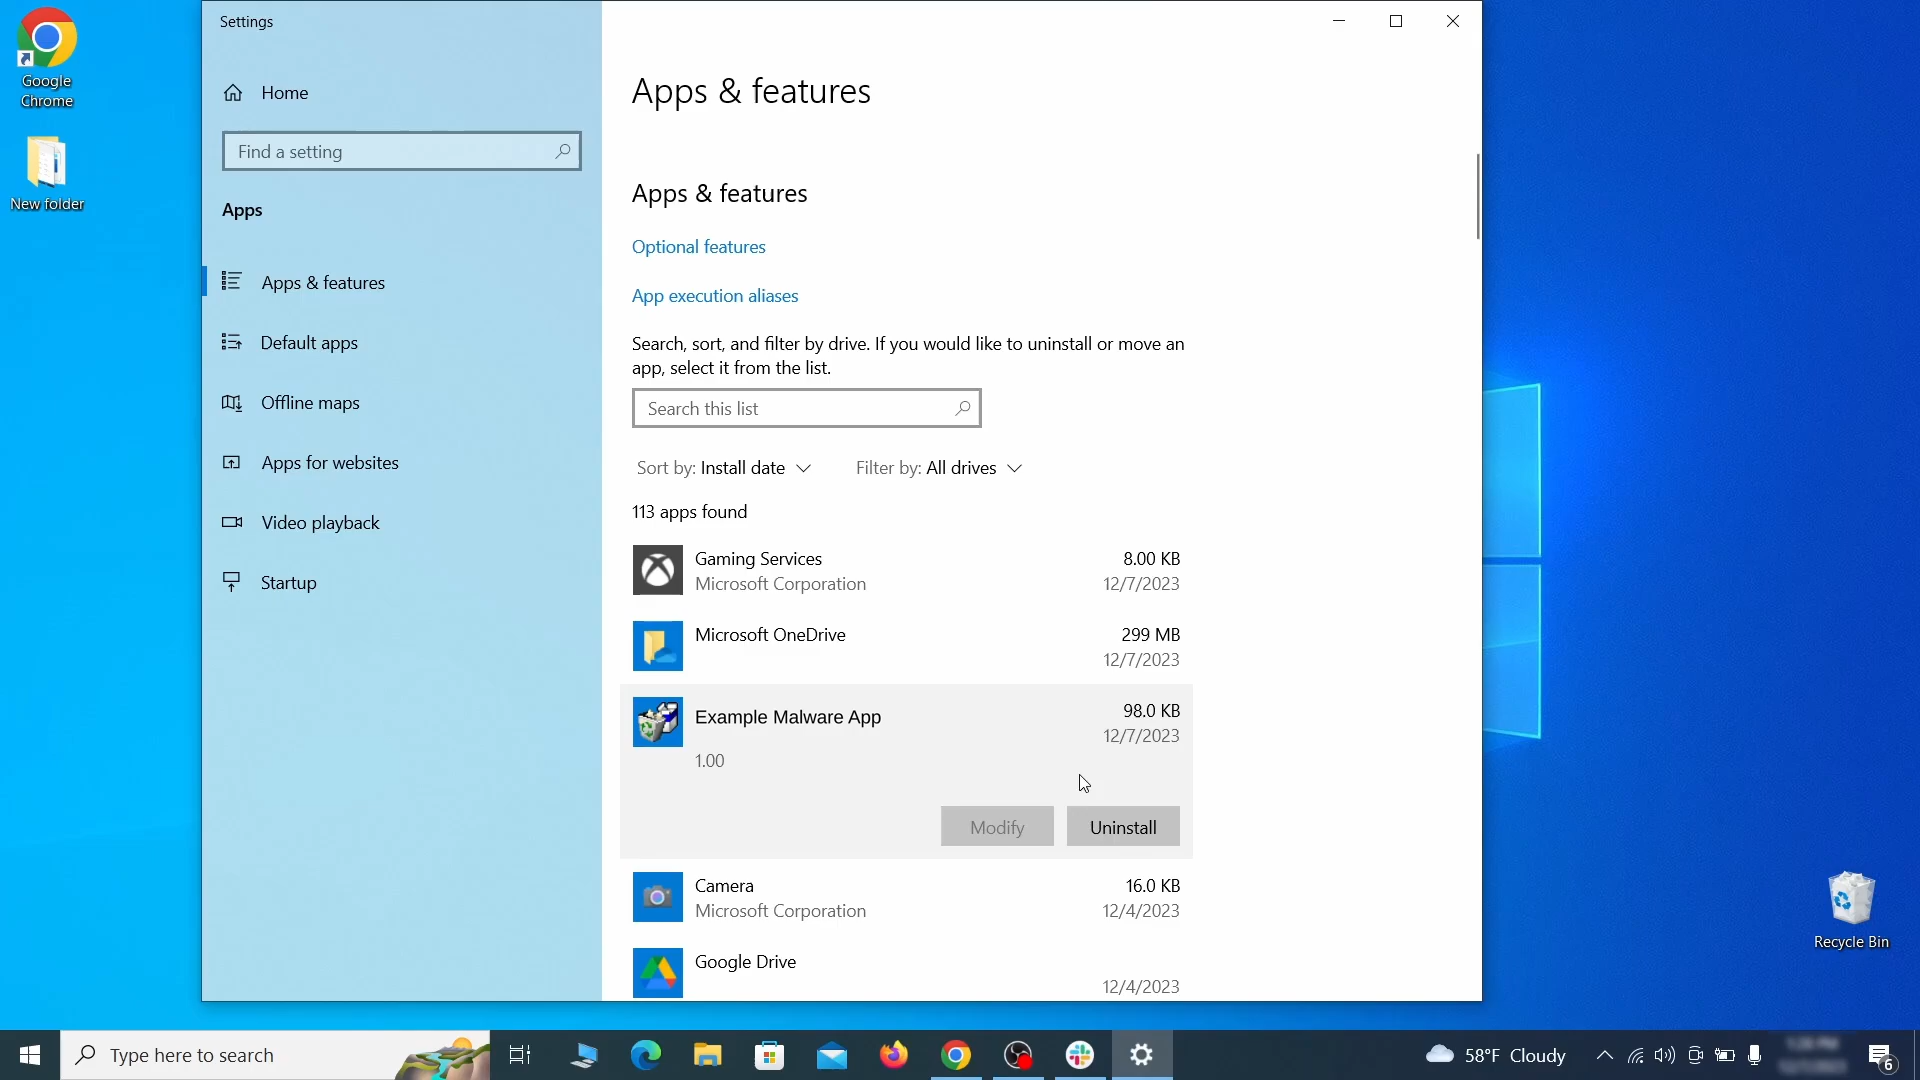 Settings
Google
Chrome
New folder
Home
Find a setting
Apps
Apps & features
Default apps
Offline maps
Apps for websites
Video playback
Startup
Apps & features
Apps & features
Optional features
App execution aliases
Search, sort, and filter by drive. If you would like to uninstall or move an
app, select it from the list.
Search this list
Sort by: Install date Filter by: All drives
113 apps found
Gaming Services 8.00 KB
Microsoft Corporation 12/7/2023
Microsoft OneDrive 299 MB
12/7/2023
Example Malware App 98.0 KB
12/7/2023
1.00
Modify Uninstall
Camera 16.0 KB
Microsoft Corporation 12/4/2023
Google Drive
12/4/2023
Recycle Bin
Type here to search
58°F Cloudy
6